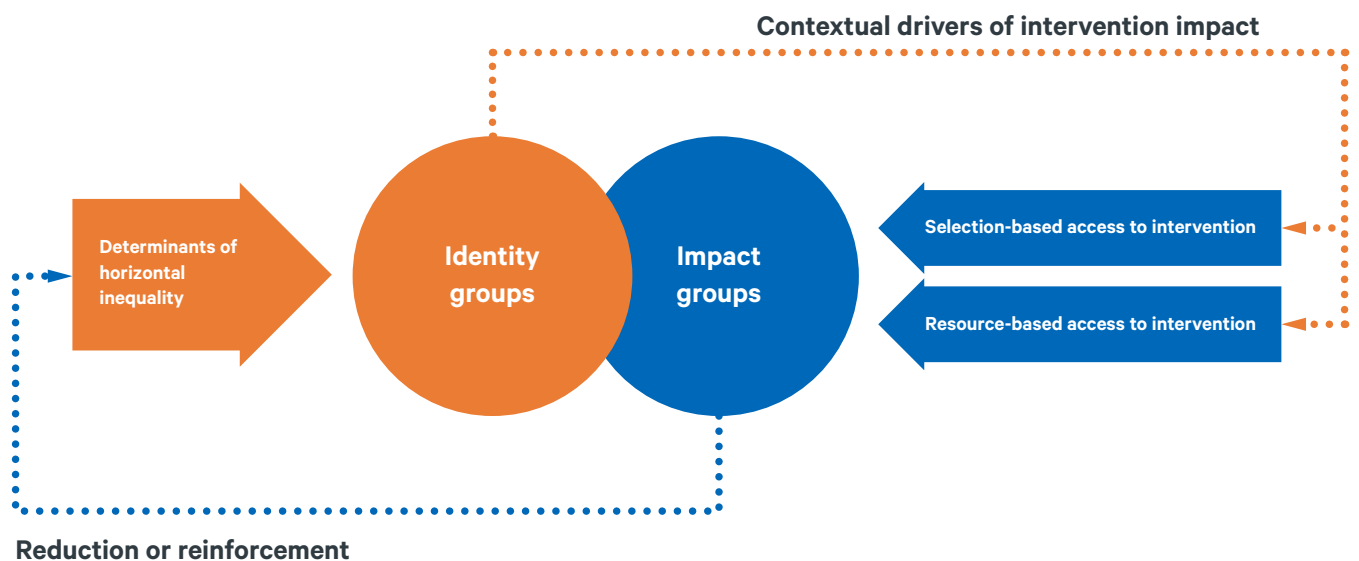 Contextual drivers of intervention impact
Determinants of
horizontal
inequality
Identity
groups
Impact
groups
Selection-based access to intervention
Resource-based access to intervention
Reduction or reinforcement